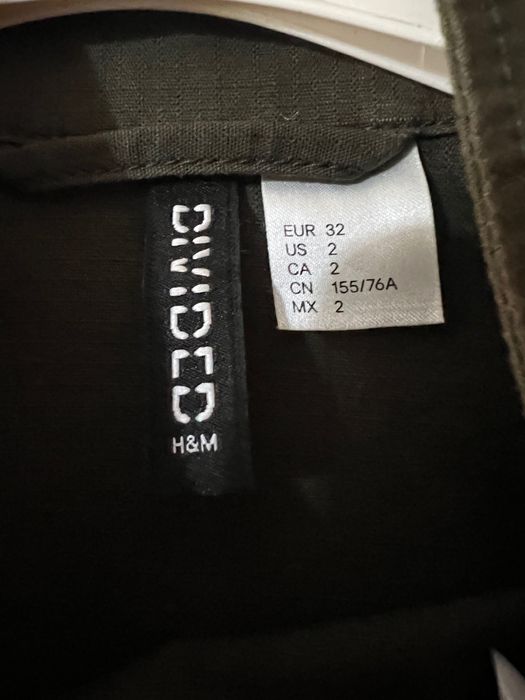 DIVIDED
H&M
EUR 32
US 2
CA 2
CN 155/76A
MX 2